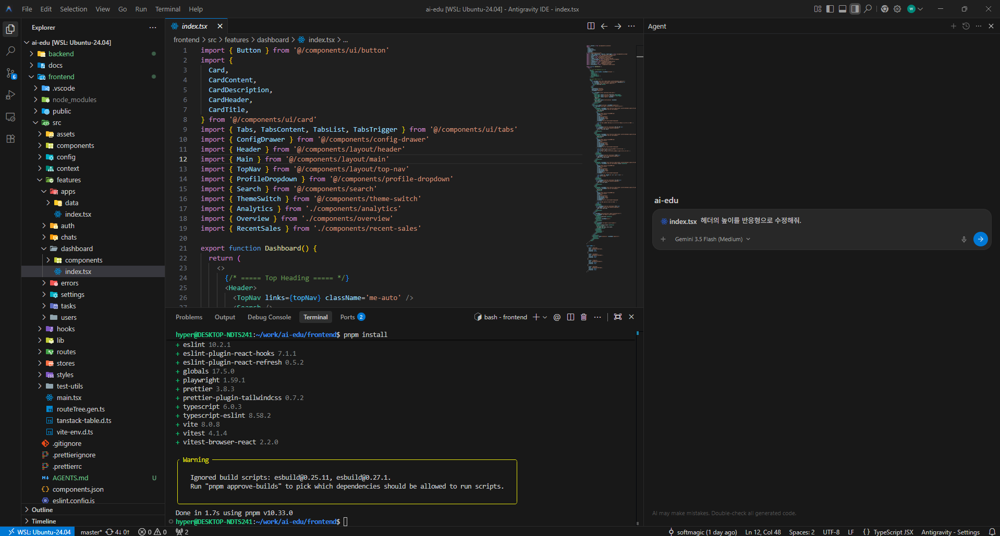 File Edit Selection View Go Run Terminal Help
ai-edu [WSL: Ubuntu-24.04] - Antigravity IDE - index.tsx
W
Explorer
ai-edu [WSL: Ubuntu-24.04]
backend
docs
frontend
.vscode
node_modules
public
src
assets
components
config
context
features
apps
data
index.tsx
auth
chats
dashboard
components
index.tsx
errors
settings
tasks
users
hooks
lib
routes
stores
styles
test-utils
main.tsx
routeTree.gen.ts
tanstack-table.d.ts
vite-env.d.ts
.gitignore
.prettierignore
.prettierrc
AGENTS.md U
components.json
eslint.config.js
Outline
Timeline
6
index.tsx
frontend > src > features > dashboard > index.tsx > ...
1 import { Button } from '@/components/ui/button'
2 import {
3 Card,
4 CardContent,
5 CardDescription,
6 CardHeader,
7 CardTitle,
8 } from '@/components/ui/card'
9 import { Tabs, TabsContent, TabsList, TabsTrigger } from '@/components/ui/tabs'
10 import { ConfigDrawer } from '@/components/config-drawer'
11 import { Header } from '@/components/layout/header'
12 import { Main } from '@/components/layout/main'
13 import { TopNav } from '@/components/layout/top-nav'
14 import { ProfileDropdown } from '@/components/profile-dropdown'
15 import { Search } from '@/components/search'
16 import { ThemeSwitch } from '@/components/theme-switch'
17 import { Analytics } from './components/analytics'
18 import { Overview } from './components/overview'
19 import { RecentSales } from './components/recent-sales'
20
21 export function Dashboard() {
22 return (
23 <>
24 {/* ===== Top Heading ===== */}
25 <Header>
26 <TopNav links={topNav} className='me-auto' />
27 <Search />
Problems Output Debug Console Terminal Ports 2
bash - frontend
hyper@DESKTOP-NDTS241:~/work/ai-edu/frontend$ pnpm install
+ eslint 10.2.1
+ eslint-plugin-react-hooks 7.1.1
+ eslint-plugin-react-refresh 0.5.2
+ globals 17.5.0
+ playwright 1.59.1
+ prettier 3.8.3
+ prettier-plugin-tailwindcss 0.7.2
+ typescript 6.0.3
+ typescript-eslint 8.58.2
+ vite 8.0.8
+ vitest 4.1.4
+ vitest-browser-react 2.2.0
Warning
Ignored build scripts: esbuild@0.25.11, esbuild@0.27.1.
Run "pnpm approve-builds" to pick which dependencies should be allowed to run scripts.
Done in 1.7s using pnpm v10.33.0
hyper@DESKTOP-NDTS241:~/work/ai-edu/frontend$
Agent
ai-edu
index.tsx 헤더의 높이를 반응형으로 수정해줘.
Gemini 3.5 Flash (Medium)
AI may make mistakes. Double-check all generated code.
WSL: Ubuntu-24.04 master* 4↓ 0↑ 0 0 2
softmagic (1 day ago) Ln 12, Col 48 Spaces: 2 UTF-8 LF {} TypeScript JSX Antigravity - Settings